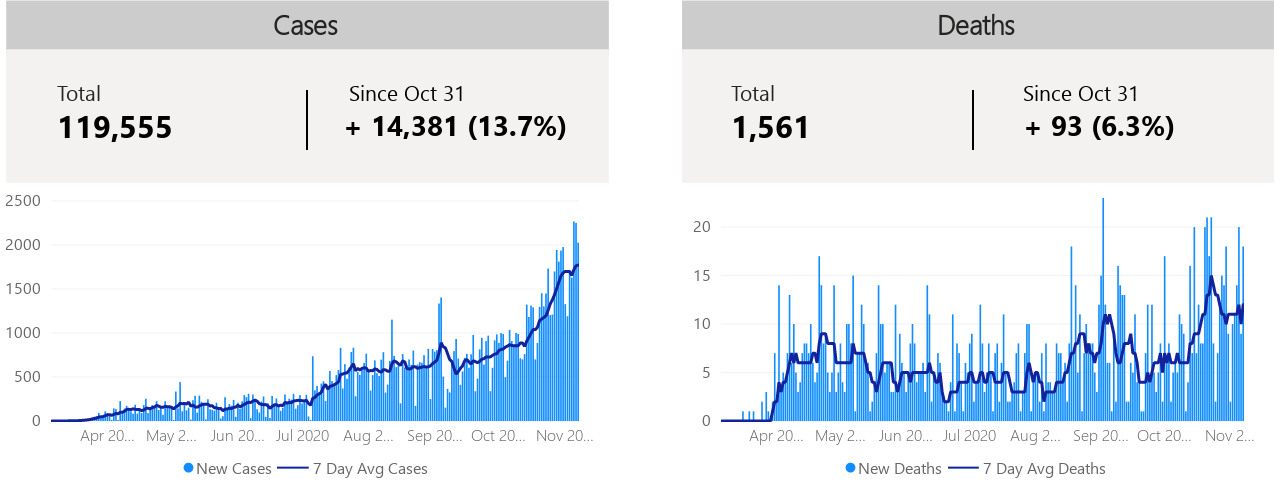 Cases
Total
Since Oct 31
119,555
+ 14,381 (13.7%)
2500
2000
1500
1000
500
0
Apr 20...
May 2...
Jun 20...
Jul 2020
Aug 20...
Sep 20...
Oct 20...
Nov 20...
New Cases
7 Day Avg Cases
Deaths
Total
Since Oct 31
1,561
+ 93 (6.3%)
20
15
10
5
0
Apr 20...
May 2...
Jun 20...
Jul 2020
Aug 20...
Sep 20...
Oct 20...
Nov 2...
New Deaths
7 Day Avg Deaths